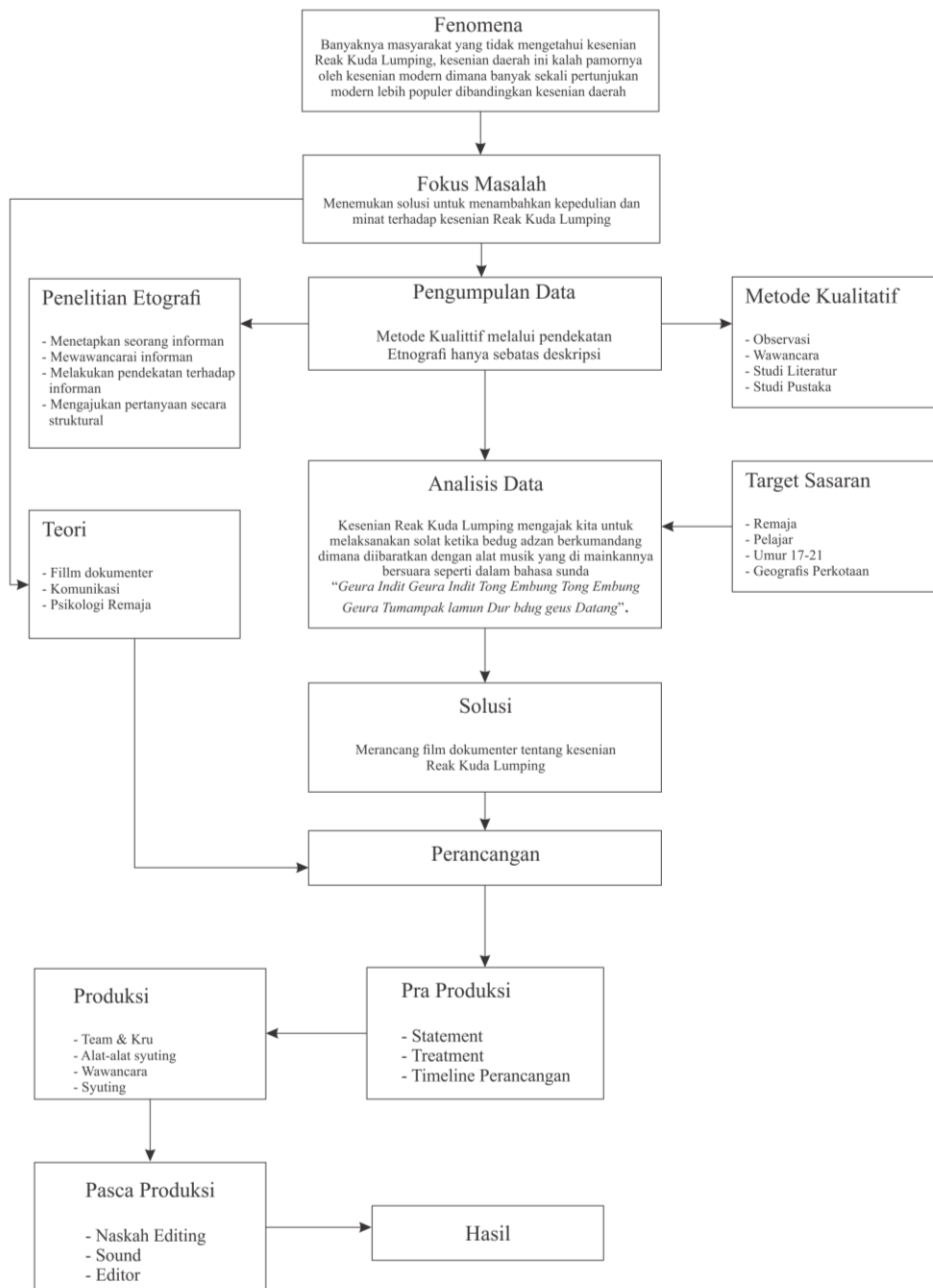 Fenomena
Banyaknya masyarakat yang tidak mengetahui kesenian
Reak Kuda Lumping, kesenian daerah ini kalah pamornya
oleh kesenian modern dimana banyak sekali pertunjukan
modern lebih populer dibandingkan kesenian daerah
Fokus Masalah
Menemukan solusi untuk menambahkan kepedulian dan
minat terhadap kesenian Reak Kuda Lumping
Penelitian Etografi
- Menetapkan seorang informan
- Mewawancarai informan
- Melakukan pendekatan terhadap
informan
- Mengajukan pertanyaan secara
struktural
Pengumpulan Data
Metode Kualittif melalui pendekatan
Etnografi hanya sebatas deskripsi
Metode Kualitatif
- Observasi
- Wawancara
- Studi Literatur
- Studi Pustaka
Teori
- Fillm dokumenter
- Komunikasi
- Psikologi Remaja
Analisis Data
Kesenian Reak Kuda Lumping mengajak kita untuk
melaksanakan solat ketika bedug adzan berkumandang
dimana diibaratkan dengan alat musik yang di mainkannya
bersuara seperti dalam bahasa sunda
“Geura Indit Geura Indit Tong Embung Tong Embung
Geura Tumampak lamun Dur bdug geus Datang”.
Target Sasaran
- Remaja
- Pelajar
- Umur 17-21
- Geografis Perkotaan
Solusi
Merancang film dokumenter tentang kesenian
Reak Kuda Lumping
Perancangan
Produksi
- Team & Kru
- Alat-alat syuting
- Wawancara
- Syuting
Pra Produksi
- Statement
- Treatment
- Timeline Perancangan
Pasca Produksi
- Naskah Editing
- Sound
- Editor
Hasil